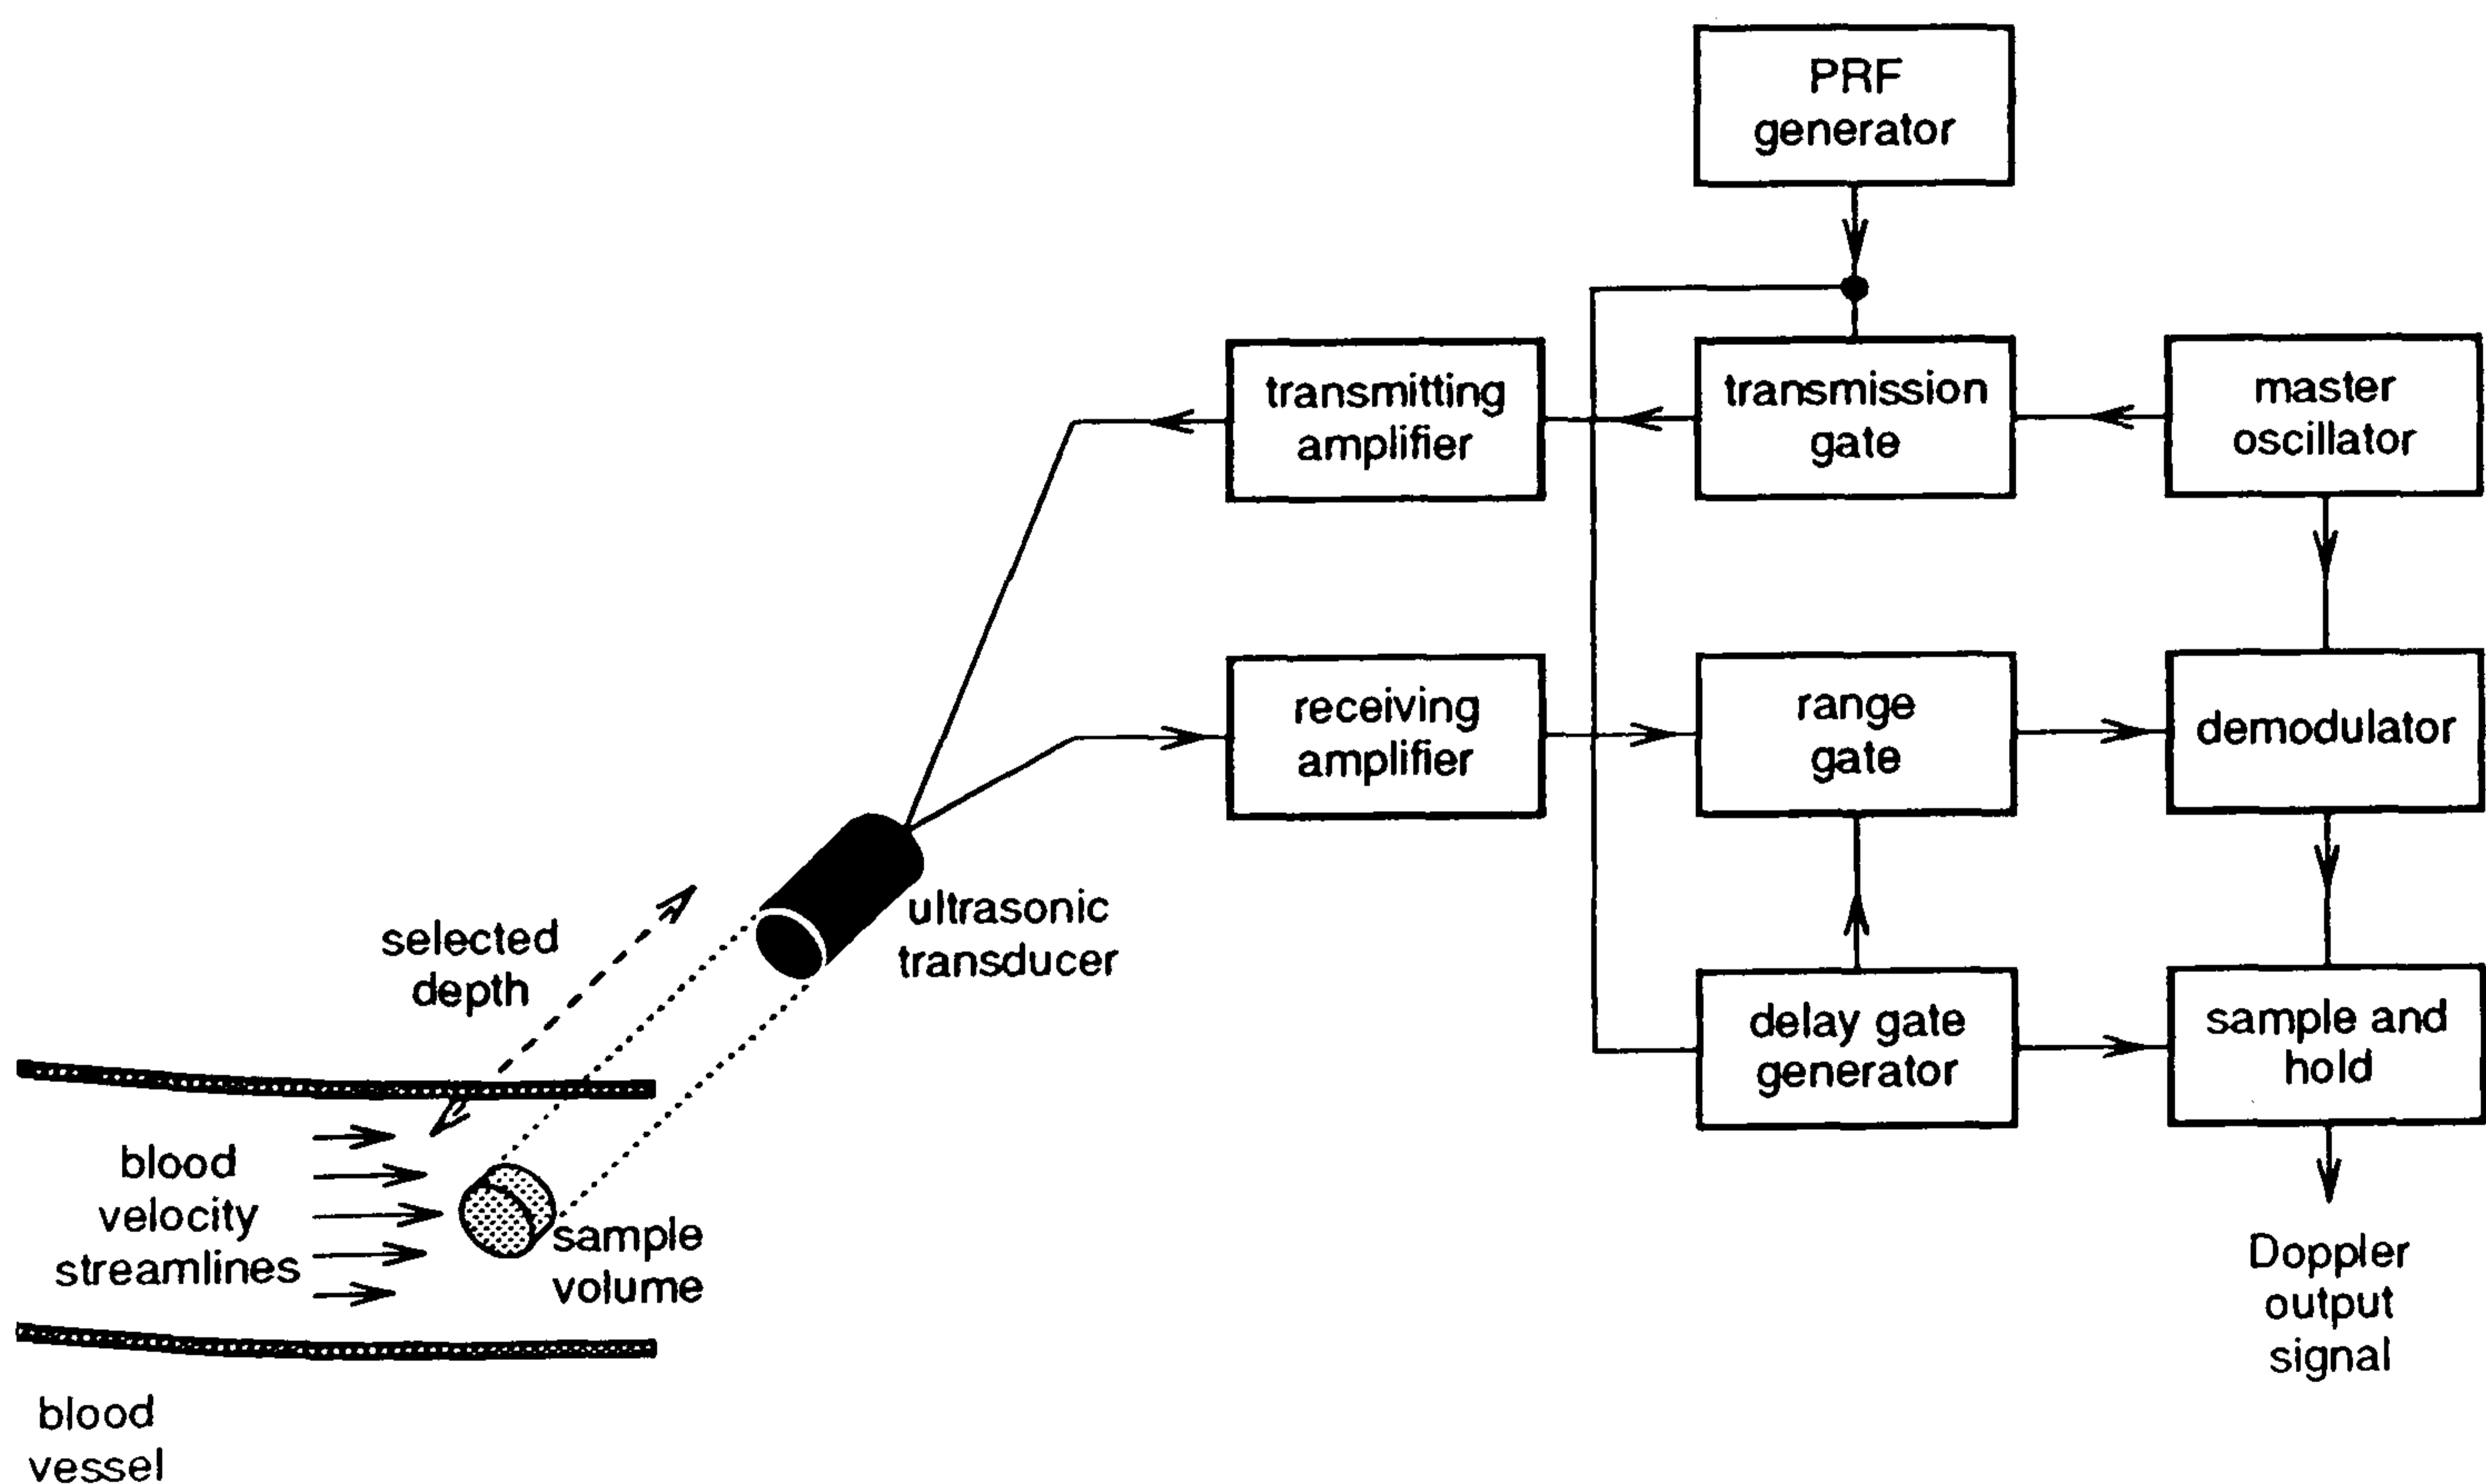 PRF
generator
transmitting
amplifier
transmission
gate
master
oscillator
receiving
amplifier
range
gate
demodulator
ultrasonic
transducer
selected
depth
delay gate
generator
sample and
hold
blood
velocity
streamlines
sample
volume
Doppler
output
signal
blood
vessel